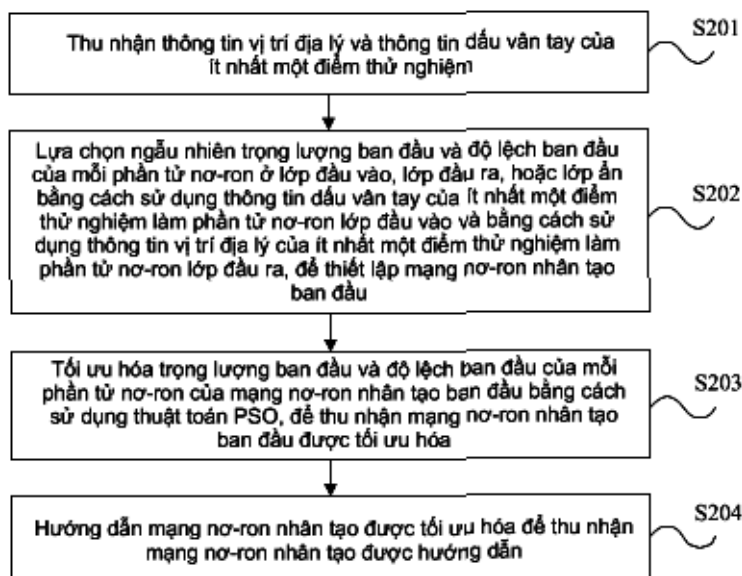 Thu nhận thông tin vị trí địa lý và thông tin dấu vân tay của
ít nhất một điểm thử nghiệm
S201
Lựa chọn ngẫu nhiên trọng lượng ban đầu và độ lệch ban đầu
của mỗi phần tử nơ-ron ở lớp đầu vào, lớp đầu ra, hoặc lớp ẩn
bằng cách sử dụng thông tin dấu vân tay của ít nhất một điểm
thử nghiệm làm phần tử nơ-ron lớp đầu vào và bằng cách sử
dụng thông tin vị trí địa lý của ít nhất một điểm thử nghiệm làm
phần tử nơ-ron lớp đầu ra, để thiết lập mạng nơ-ron nhân tạo
ban đầu
S202
Tối ưu hóa trọng lượng ban đầu và độ lệch ban đầu của mỗi
phần tử nơ-ron của mạng nơ-ron nhân tạo ban đầu bằng cách
sử dụng thuật toán PSO, để thu nhận mạng nơ-ron nhân tạo
ban đầu được tối ưu hóa
S203
Hướng dẫn mạng nơ-ron nhân tạo được tối ưu hóa để thu nhận
mạng nơ-ron nhân tạo được hướng dẫn
S204